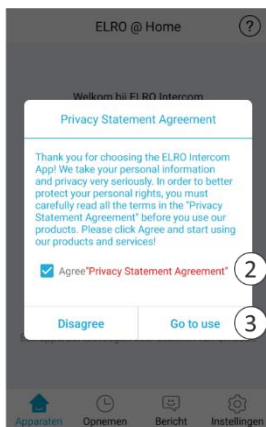 ELRO @ Home
?
Welkom bij ELRO Intercom
Privacy Statement Agreement
Thank you for choosing the ELRO Intercom
App! We take your personal information
and privacy very seriously. In order to better
protect your personal rights, you must
carefully read all the terms in the "Privacy
Statement Agreement" before you use our
products. Please click Agree and start using
our products and services!
Agree"Privacy Statement Agreement"
2
Disagree
Go to use
3
Apparaten
Opnemen
Bericht
Instellingen